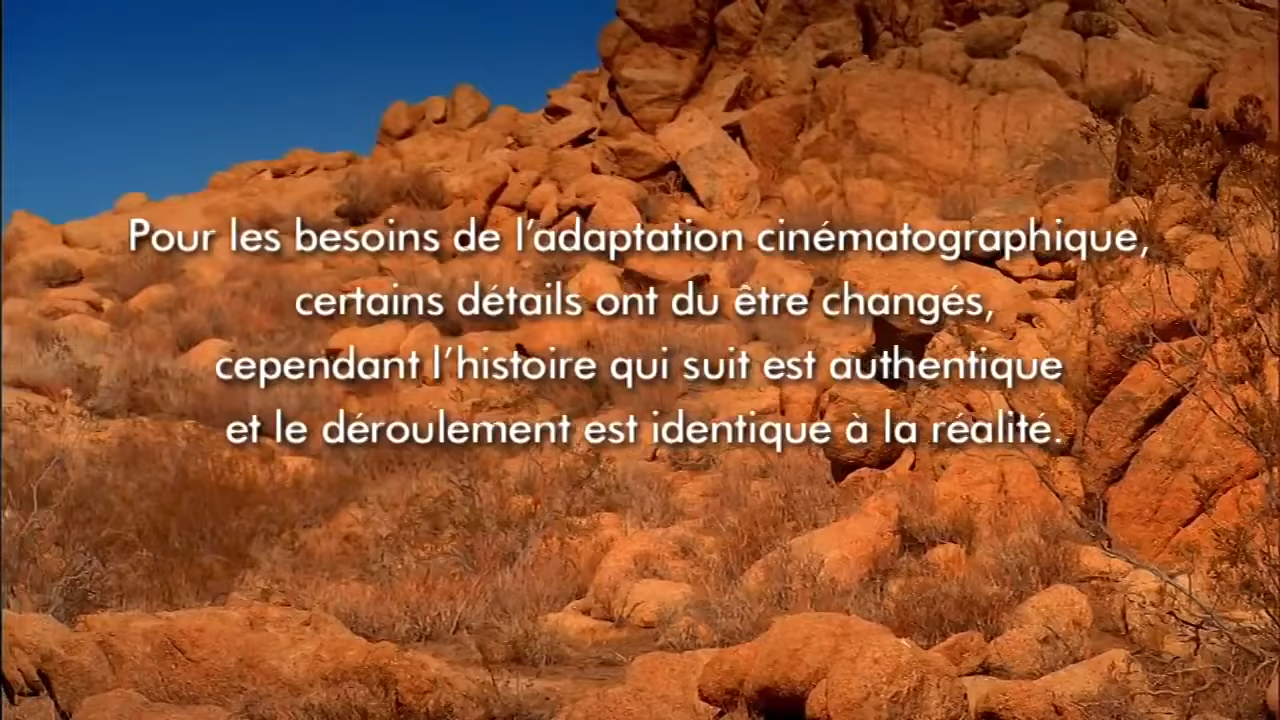 Pour les besoins de l'adaptation cinématographique,
certains détails ont du être changés,
cependant l'histoire qui suit est authentique
et le déroulement est identique à la réalité.